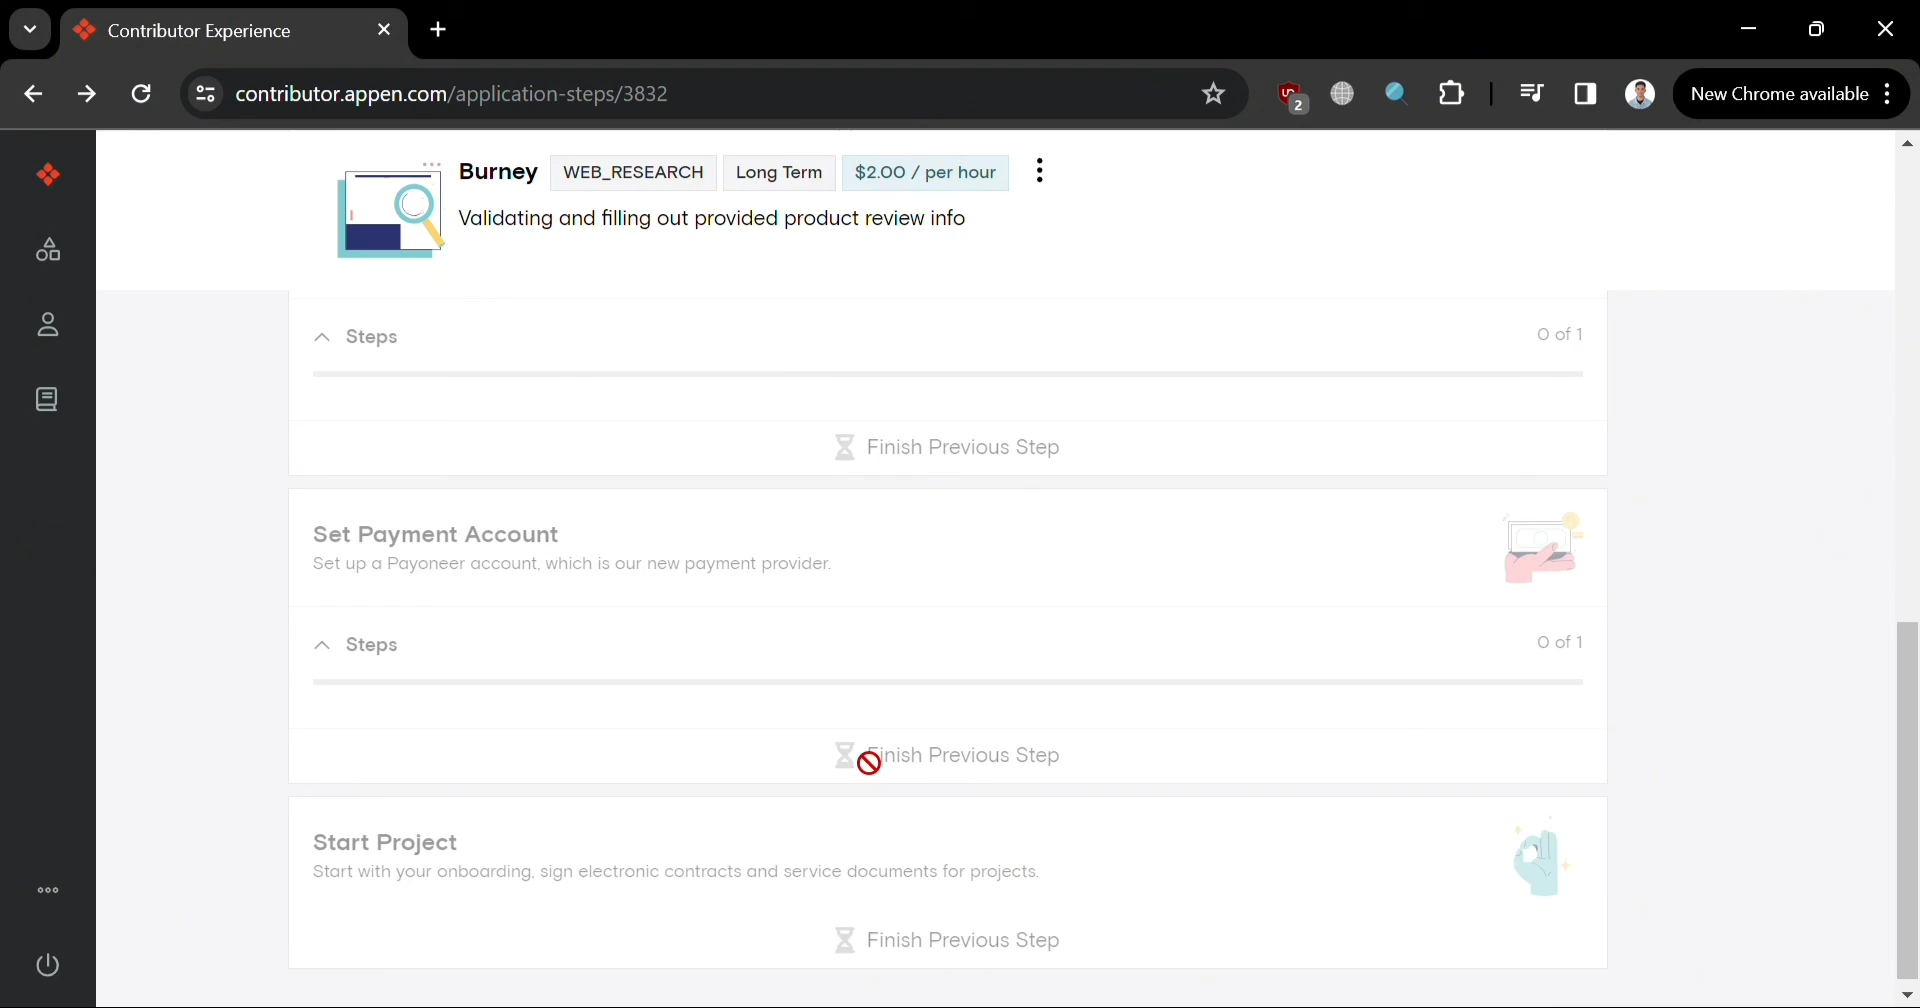 Contributor Experience
contributor.appen.com/application-steps/3832
2
New Chrome available
Burney WEB_RESEARCH Long Term $2.00 / per hour
Validating and filling out provided product review info
Steps 0 of 1
Finish Previous Step
Set Payment Account
Set up a Payoneer account, which is our new payment provider.
Steps 0 of 1
Finish Previous Step
Start Project
Start with your onboarding, sign electronic contracts and service documents for projects.
Finish Previous Step